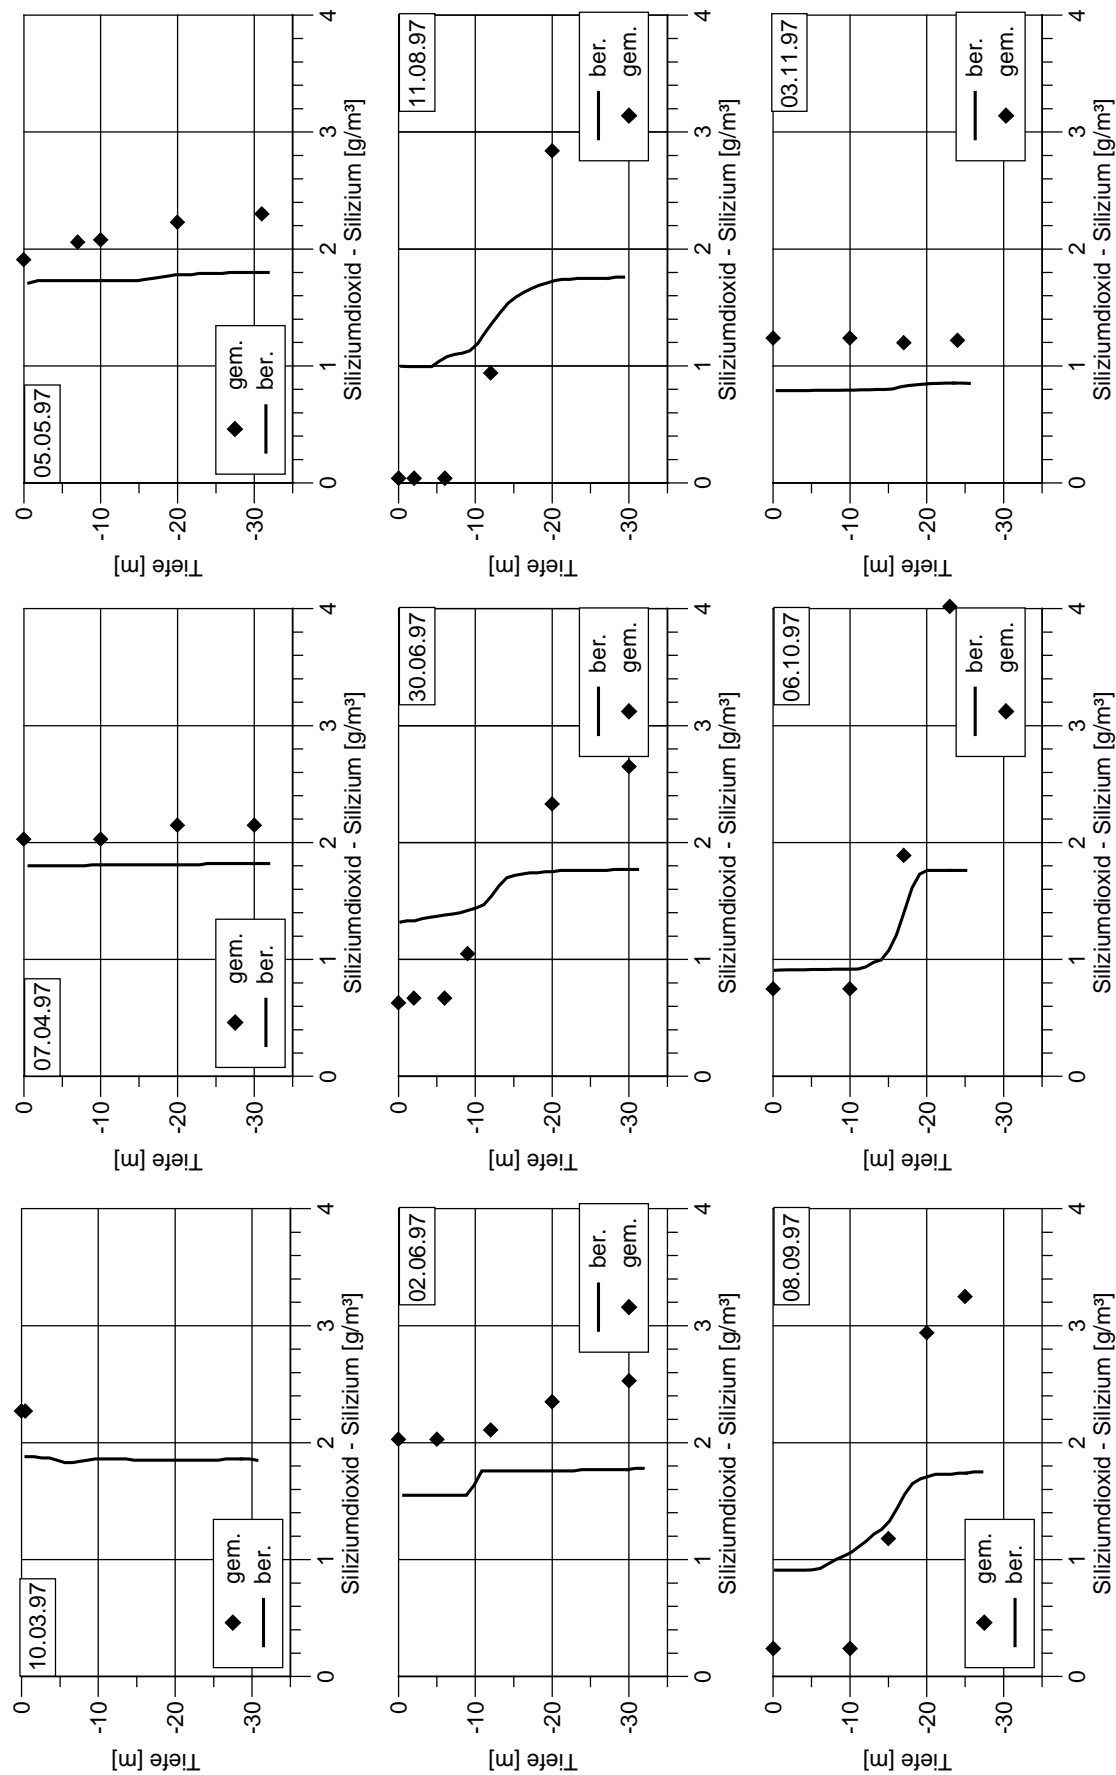 10.03.97
0
-10
-20
-30
Tiefe [m]
gem.
ber.
0 1 2 3 4
Siliziumdioxid - Silizium [g/m³]
07.04.97
0
-10
-20
-30
Tiefe [m]
gem.
ber.
0 1 2 3 4
Siliziumdioxid - Silizium [g/m³]
05.05.97
0
-10
-20
-30
Tiefe [m]
gem.
ber.
0 1 2 3 4
Siliziumdioxid - Silizium [g/m³]
02.06.97
0
-10
-20
-30
Tiefe [m]
ber.
gem.
0 1 2 3 4
Siliziumdioxid - Silizium [g/m³]
30.06.97
0
-10
-20
-30
Tiefe [m]
ber.
gem.
0 1 2 3 4
Siliziumdioxid - Silizium [g/m³]
11.08.97
0
-10
-20
-30
Tiefe [m]
ber.
gem.
0 1 2 3 4
Siliziumdioxid - Silizium [g/m³]
08.09.97
0
-10
-20
-30
Tiefe [m]
gem.
ber.
0 1 2 3 4
Siliziumdioxid - Silizium [g/m³]
06.10.97
0
-10
-20
-30
Tiefe [m]
ber.
gem.
0 1 2 3 4
Siliziumdioxid - Silizium [g/m³]
03.11.97
0
-10
-20
-30
Tiefe [m]
ber.
gem.
0 1 2 3 4
Siliziumdioxid - Silizium [g/m³]